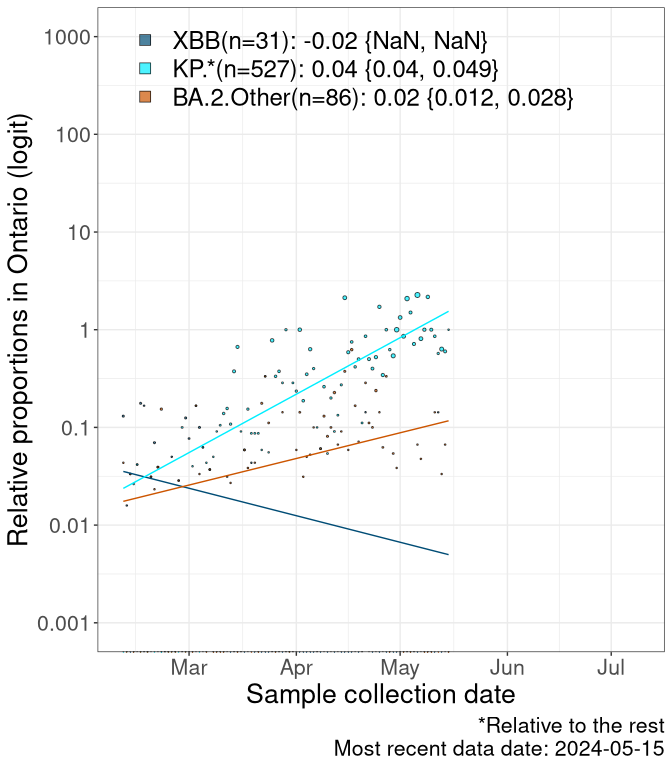 XBB(n=31): -0.02 {NaN, NaN}
KP.*(n=527): 0.04 {0.04, 0.049}
BA.2.Other(n=86): 0.02 {0.012, 0.028}
Relative proportions in Ontario (logit)
1000
100
10
1
0.1
0.01
0.001
Mar Apr May Jun Jul
Sample collection date
*Relative to the rest
Most recent data date: 2024-05-15